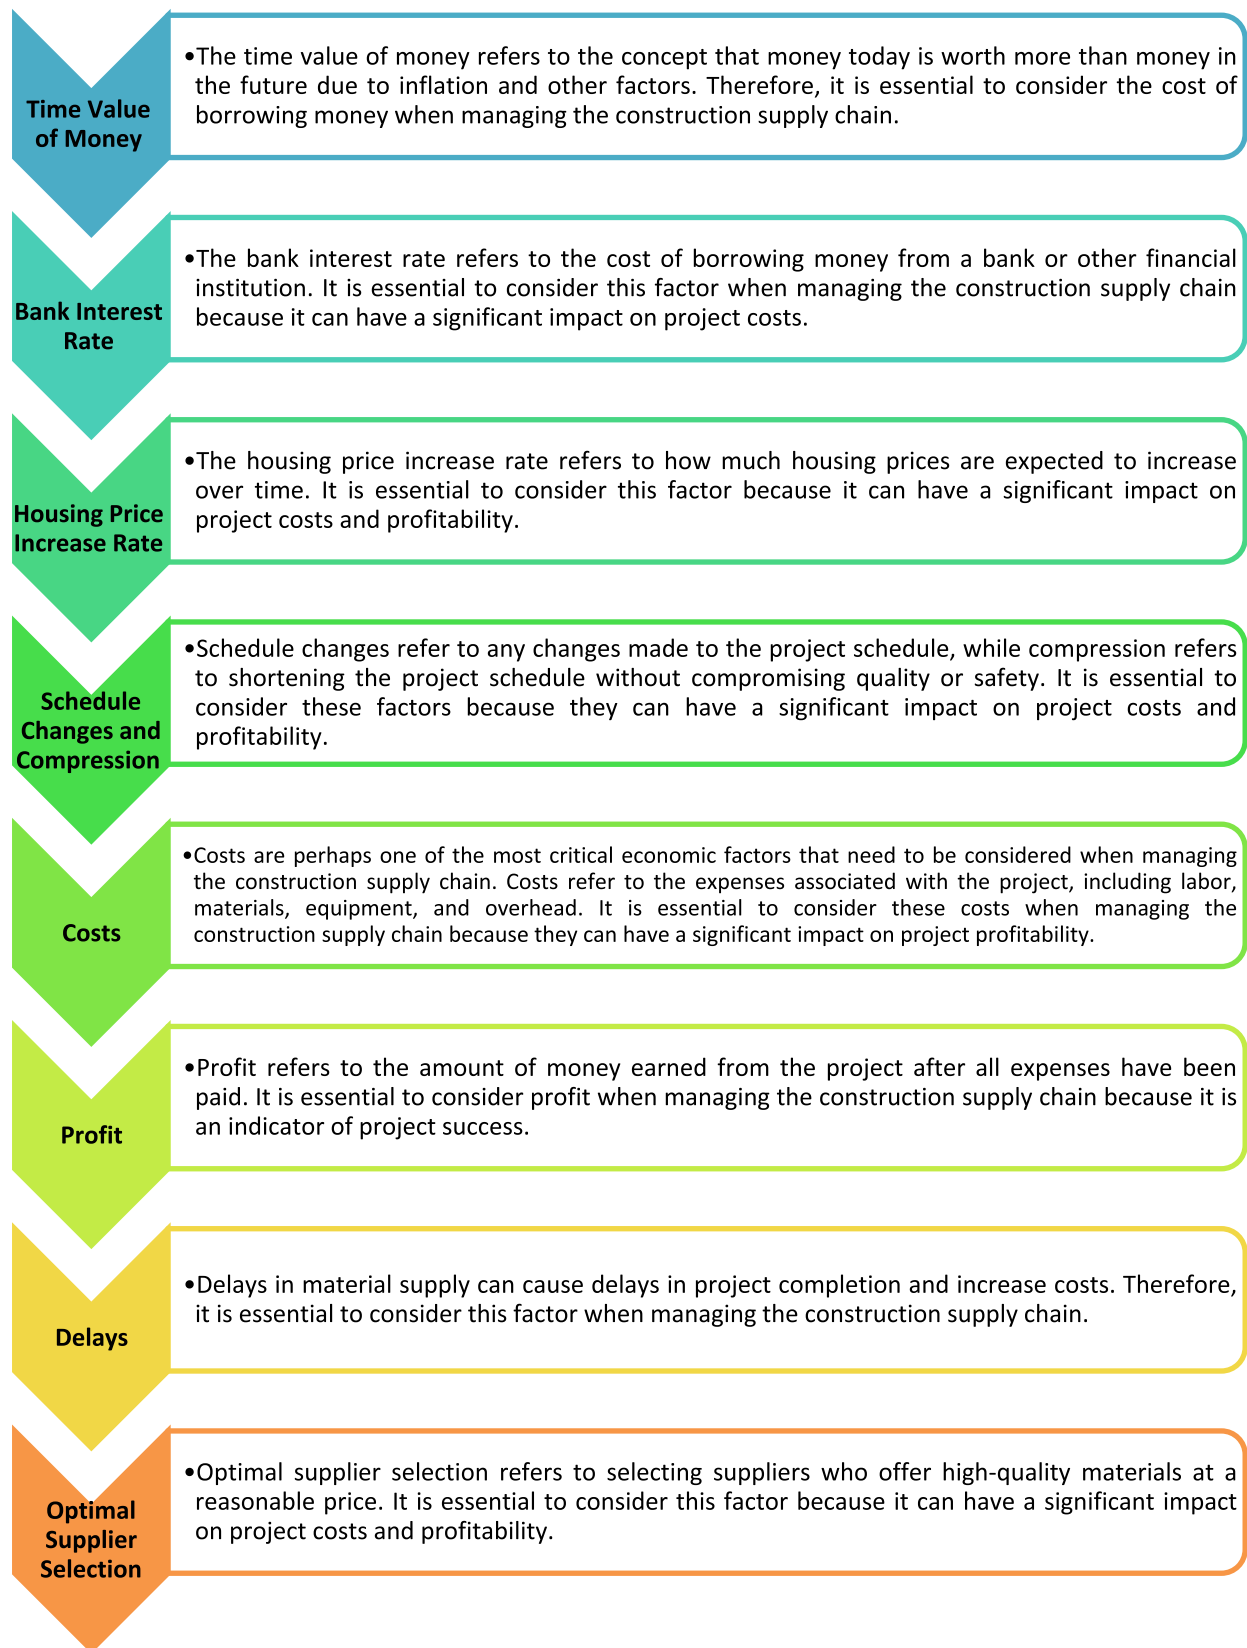 Time Value
of Money
•The time value of money refers to the concept that money today is worth more than money in
the future due to inflation and other factors. Therefore, it is essential to consider the cost of
borrowing money when managing the construction supply chain.
Bank Interest
Rate
•The bank interest rate refers to the cost of borrowing money from a bank or other financial
institution. It is essential to consider this factor when managing the construction supply chain
because it can have a significant impact on project costs.
Housing Price
Increase Rate
•The housing price increase rate refers to how much housing prices are expected to increase
over time. It is essential to consider this factor because it can have a significant impact on
project costs and profitability.
Schedule
Changes and
Compression
•Schedule changes refer to any changes made to the project schedule, while compression refers
to shortening the project schedule without compromising quality or safety. It is essential to
consider these factors because they can have a significant impact on project costs and
profitability.
Costs
•Costs are perhaps one of the most critical economic factors that need to be considered when managing
the construction supply chain. Costs refer to the expenses associated with the project, including labor,
materials, equipment, and overhead. It is essential to consider these costs when managing the
construction supply chain because they can have a significant impact on project profitability.
Profit
•Profit refers to the amount of money earned from the project after all expenses have been
paid. It is essential to consider profit when managing the construction supply chain because it is
an indicator of project success.
Delays
•Delays in material supply can cause delays in project completion and increase costs. Therefore,
it is essential to consider this factor when managing the construction supply chain.
Optimal
Supplier
Selection
•Optimal supplier selection refers to selecting suppliers who offer high-quality materials at a
reasonable price. It is essential to consider this factor because it can have a significant impact
on project costs and profitability.